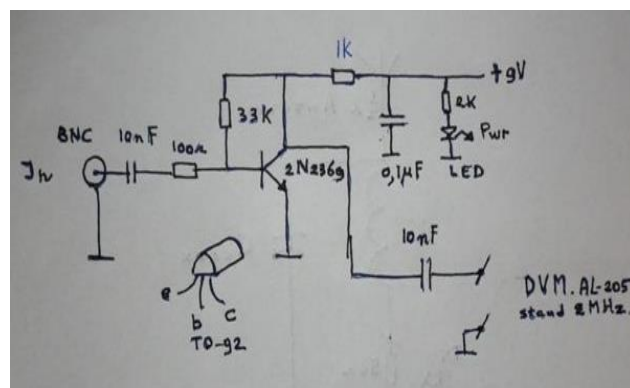 1K
+9V
33K
2K
BNC
10nF
100Ω
Pwr
In
2N2369
0,1µF
LED
10nF
e
b
c
TO-92
DVM. AL-205
stand 2MHz.